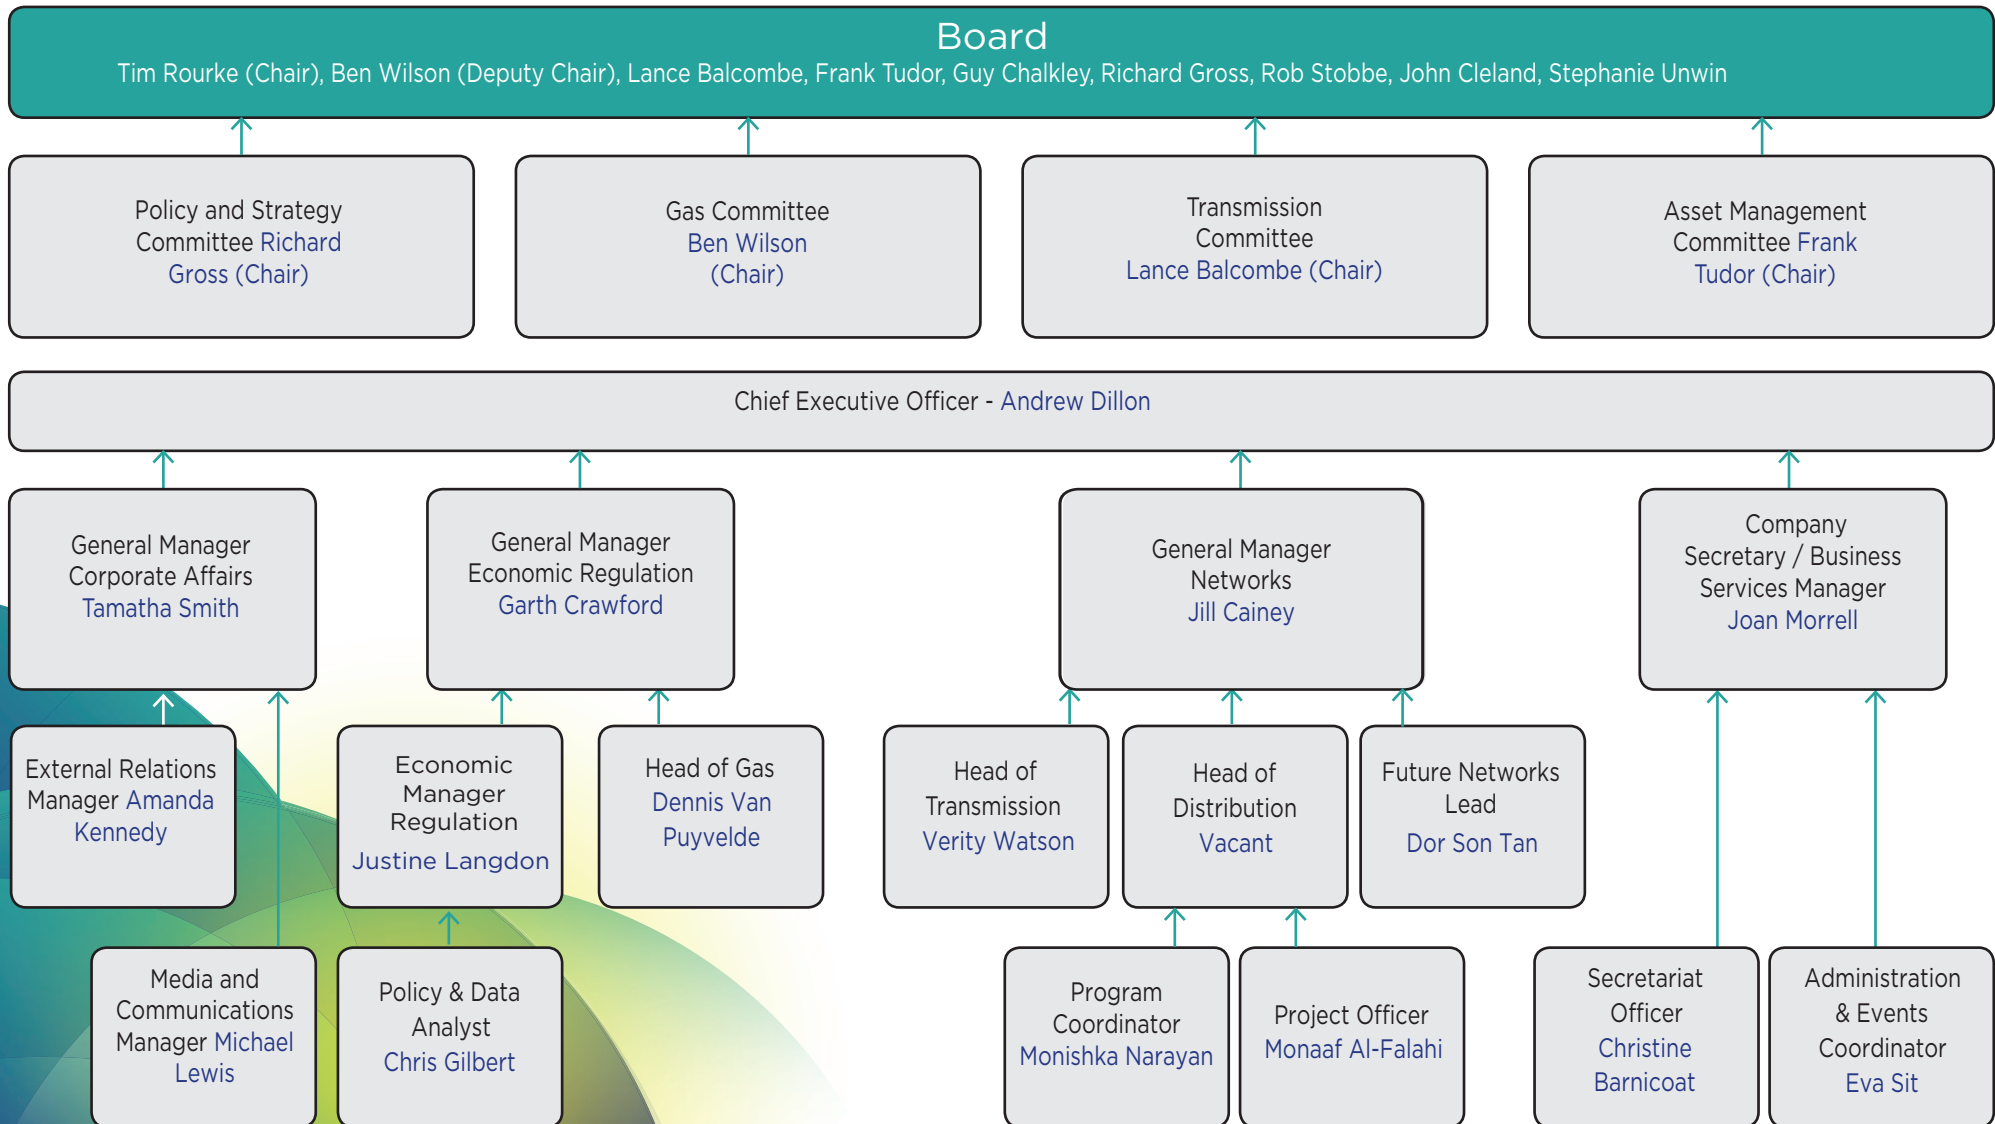 Board
Tim Rourke (Chair), Ben Wilson (Deputy Chair), Lance Balcombe, Frank Tudor, Guy Chalkley, Richard Gross, Rob Stobbe, John Cleland, Stephanie Unwin
Policy and Strategy
Committee Richard
Gross (Chair)
Gas Committee
Ben Wilson
(Chair)
Transmission
Committee
Lance Balcombe (Chair)
Asset Management
Committee Frank
Tudor (Chair)
Chief Executive Officer - Andrew Dillon
General Manager
Corporate Affairs
Tamatha Smith
General Manager
Economic Regulation
Garth Crawford
General Manager
Networks
Jill Cainey
Company
Secretary / Business
Services Manager
Joan Morrell
External Relations
Manager Amanda
Kennedy
Economic
Manager
Regulation
Justine Langdon
Head of Gas
Dennis Van
Puyvelde
Head of
Transmission
Verity Watson
Head of
Distribution
Vacant
Future Networks
Lead
Dor Son Tan
Media and
Communications
Manager Michael
Lewis
Policy & Data
Analyst
Chris Gilbert
Program
Coordinator
Monishka Narayan
Project Officer
Monaaf Al-Falahi
Secretariat
Officer
Christine
Barnicoat
Administration
& Events
Coordinator
Eva Sit